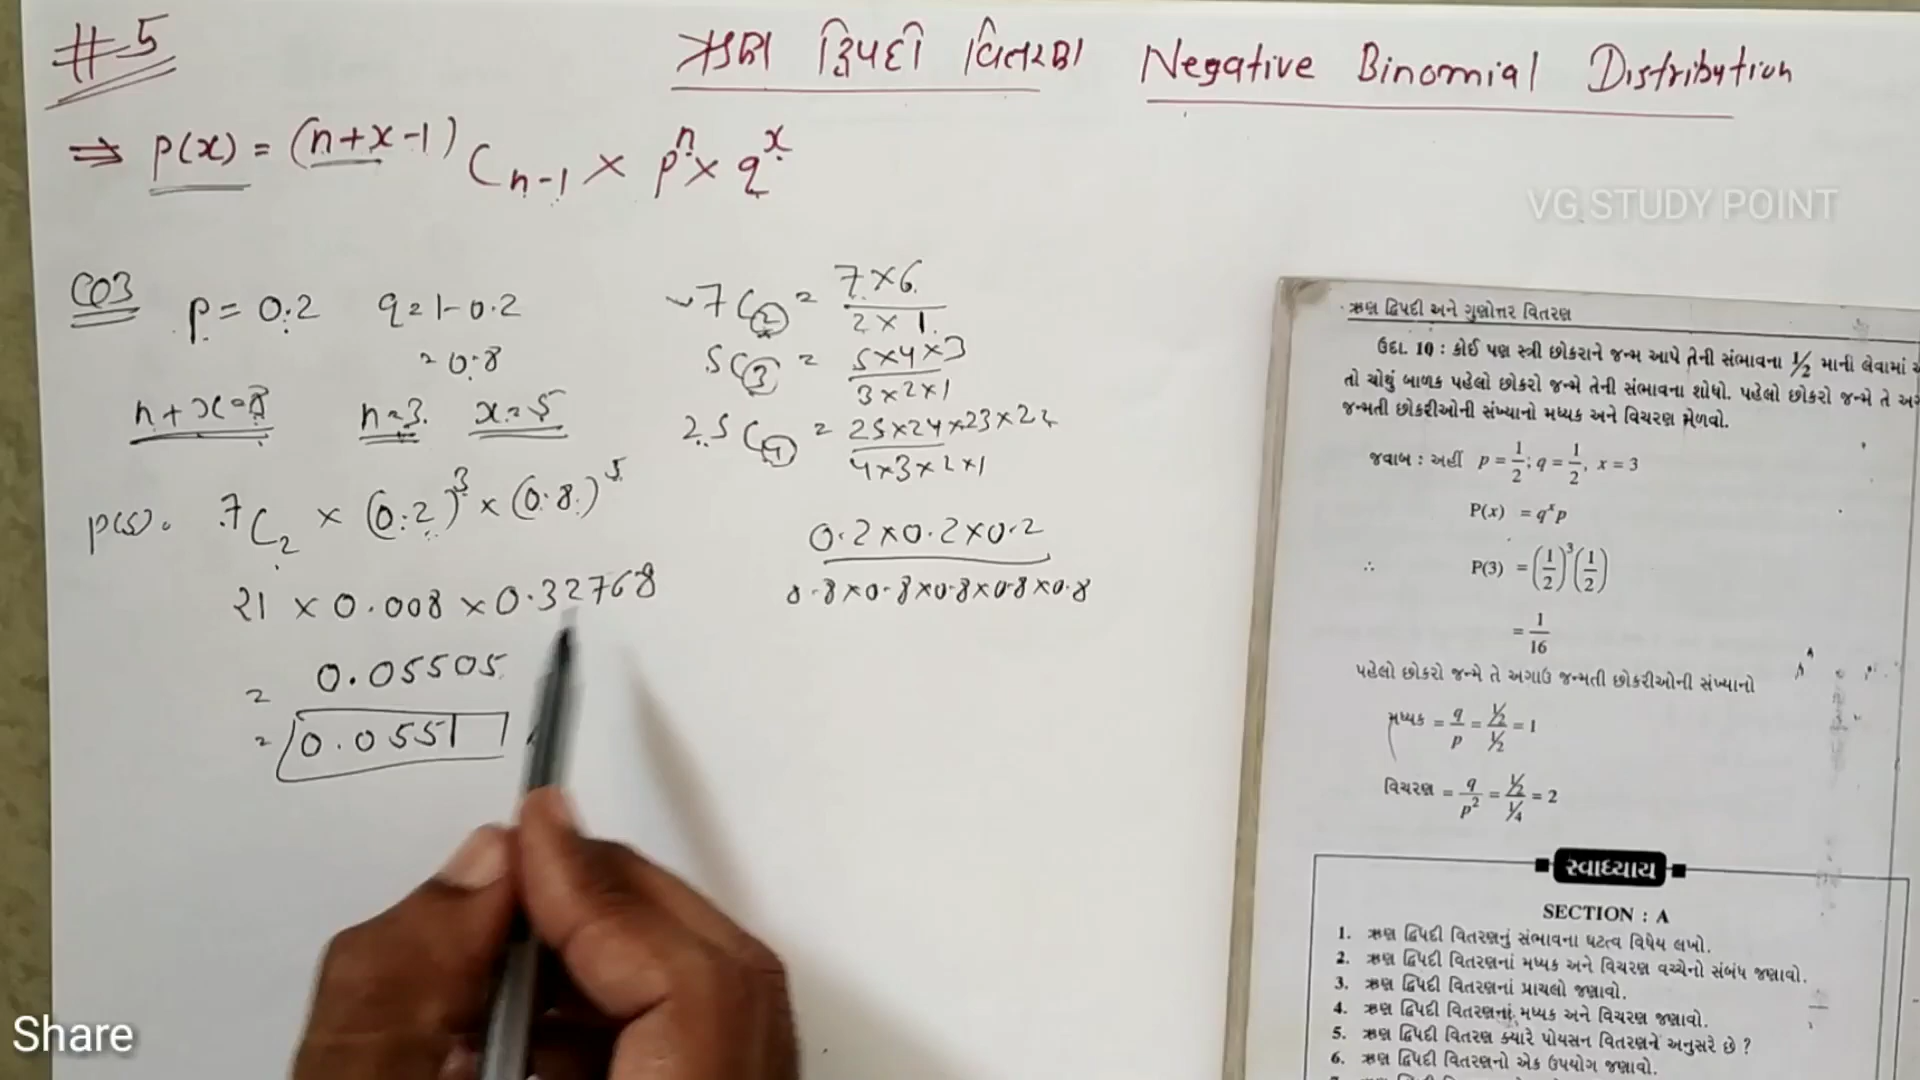 #5
ઋણ દ્વિપદી વિતરણ Negative Binomial Distribution
⇒ p(x) = (n+x-1) C n-1 × p^n × q^x
VG STUDY POINT
p = 0.2 q = 1-0.2
= 0.8
n+x=8 n=3. x=5
p(5) = 7C2 × (0.2)^3 × (0.8)^5
21 × 0.008 × 0.32768
= 0.05505
= 0.0551
7C2 = 7×6 / 2×1
5C3 = 5×4×3 / 3×2×1
25C4 = 25×24×23×22 / 4×3×2×1
0.2×0.2×0.2
0.8×0.8×0.8×0.8×0.8
ઋણ દ્વિપદી અને ગુણોત્તર વિતરણ
ઉદા. 10 : કોઈ પણ સ્ત્રી છોકરાને જન્મ આપે તેની સંભાવના 1/2 માની લેવામાં
તો ચોથું બાળક પહેલો છોકરો જન્મે તેની સંભાવના શોધો. પહેલો છોકરો જન્મે તે
જન્મતી છોકરીઓની સંખ્યાનો મધ્યક અને વિચરણ મેળવો.
જવાબ : અહીં p = 1/2 ; q = 1/2, x = 3
P(x) = q^x p
∴ P(3) = (1/2)^3 (1/2)
= 1/16
પહેલો છોકરો જન્મે તે અગાઉ જન્મતી છોકરીઓની સંખ્યાનો
મધ્યક = q/p = 1/2 / 1/2 = 1
વિચરણ = q/p^2 = 1/2 / 1/4 = 2
સ્વાધ્યાય
SECTION : A
1. ઋણ દ્વિપદી વિતરણનું સંભાવના ઘટત્વ વિધેય લખો.
2. ઋણ દ્વિપદી વિતરણનાં મધ્યક અને વિચરણ વચ્ચેનો સંબંધ જણાવો.
3. ઋણ દ્વિપદી વિતરણનાં પ્રાચલો જણાવો.
4. ઋણ દ્વિપદી વિતરણનાં મધ્યક અને વિચરણ જણાવો.
5. ઋણ દ્વિપદી વિતરણ ક્યારે પોયસન વિતરણને અનુસરે છે ?
6. ઋણ દ્વિપદી વિતરણનો એક ઉપયોગ જણાવો.
Share